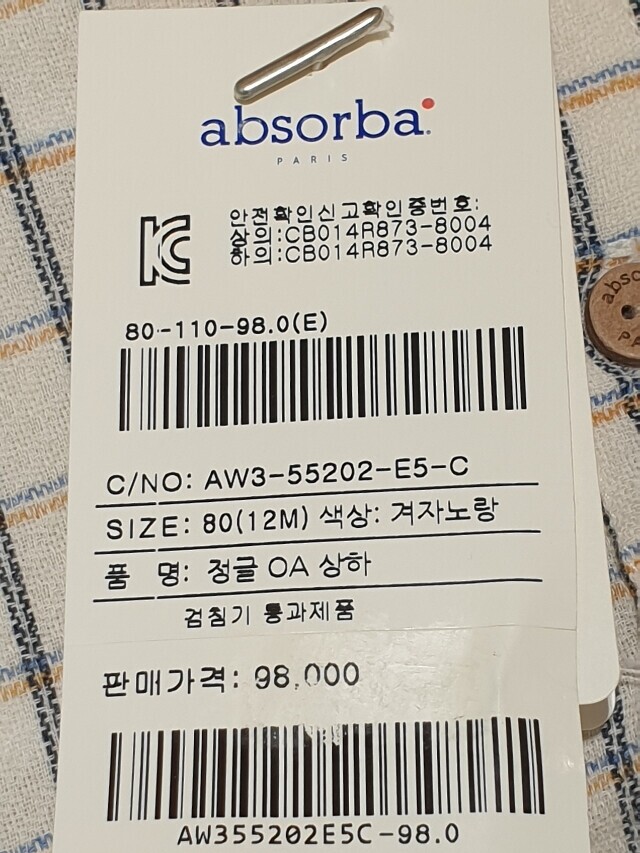 absorba.
PARIS
안전확인신고확인증번호:
상의:CB014R873-8004
하의:CB014R873-8004
80-110-98.0(E)
C/NO: AW3-55202-E5-C
SIZE: 80(12M) 색상: 겨자노랑
품 명: 정글 OA 상하
검침기 통과제품
판매가격: 98,000
AW355202E5C-98.0